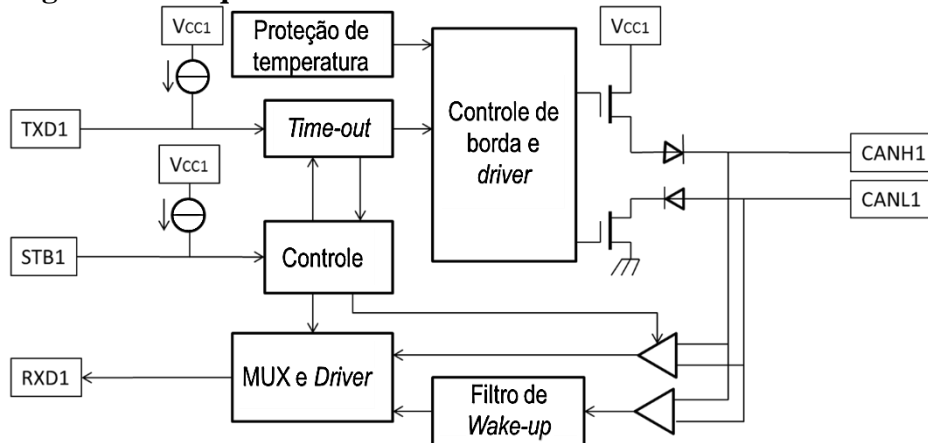 VCC1
Proteção de
temperatura
VCC1
TXD1
Time-out
Controle de
borda e
driver
CANH1
VCC1
CANL1
STB1
Controle
RXD1
MUX e Driver
Filtro de
Wake-up